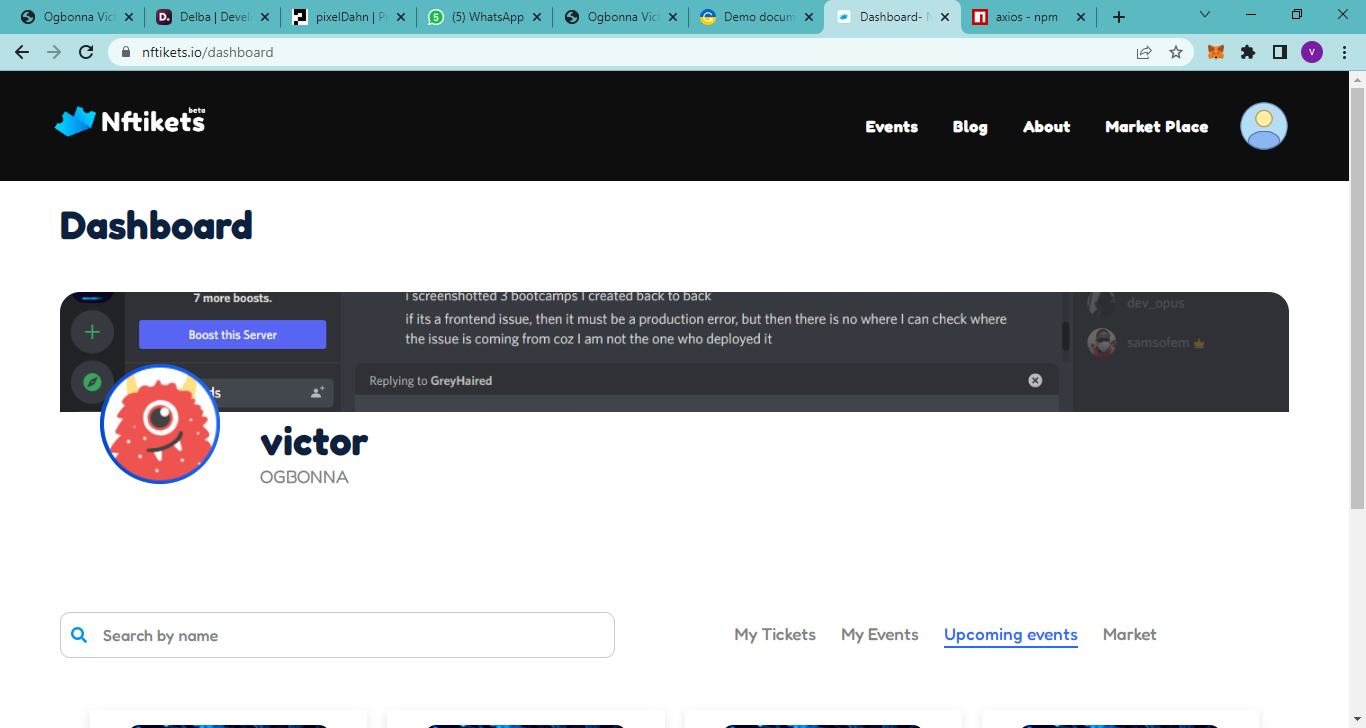 Ogbonna Vict
Delba | Devel
pixelDahn | P
(5) WhatsApp
Ogbonna Vict
Demo docum
Dashboard- N
axios - npm
nftikets.io/dashboard
V
Nftikets
beta
Events
Blog
About
Market Place
Dashboard
7 more boosts.
Boost this Server
i screenshotted 3 bootcamps I created back to back
if its a frontend issue, then it must be a production error, but then there is no where I can check where
the issue is coming from coz I am not the one who deployed it
Replying to GreyHaired
dev_opus
samsofem
ds
victor
OGBONNA
Search by name
My Tickets
My Events
Upcoming events
Market